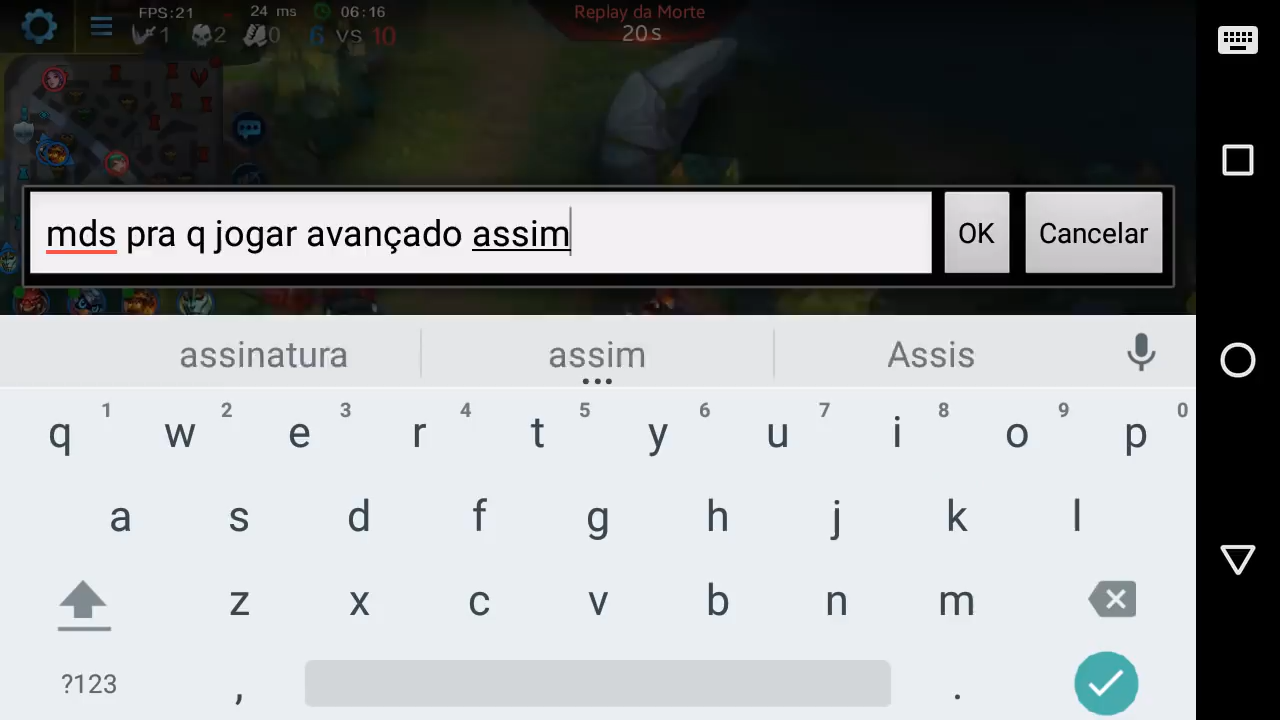 FPS:21 24 ms 06:16 Replay da Morte
1 2 0 6 VS 10 20s
mds pra q jogar avançado assim OK Cancelar
assinatura assim Assis
1 2 3 4 5 6 7 8 9 0
q w e r t y u i o p
a s d f g h j k l
z x c v b n m
?123 , .